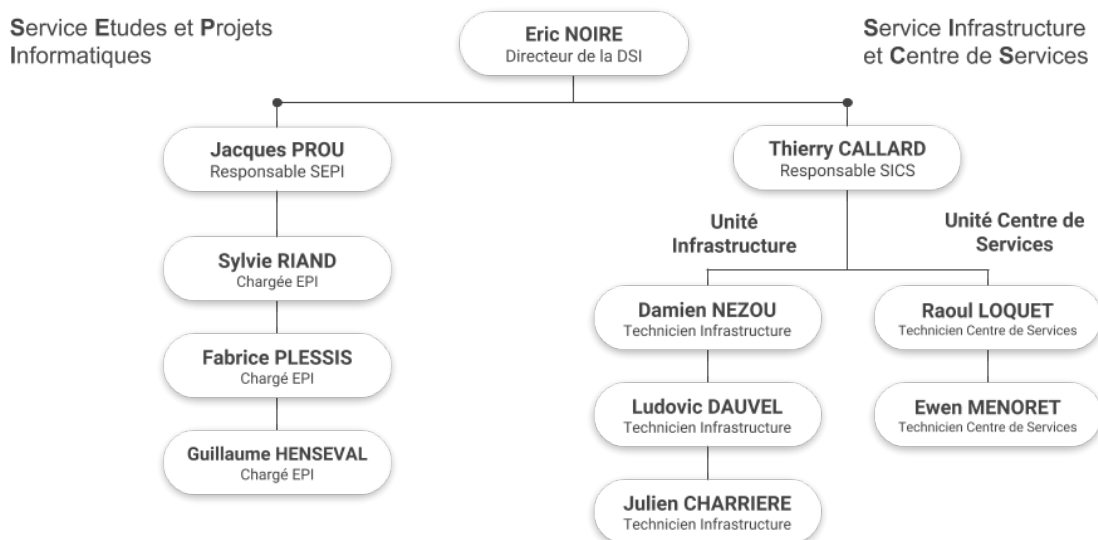 Service Etudes et Projets
Informatiques
Eric NOIRE
Directeur de la DSI
Service Infrastructure
et Centre de Services
Jacques PROU
Responsable SEPI
Thierry CALLARD
Responsable SICS
Unité
Infrastructure
Unité Centre de
Services
Sylvie RIAND
Chargée EPI
Damien NEZOU
Technicien Infrastructure
Raoul LOQUET
Technicien Centre de Services
Fabrice PLESSIS
Chargé EPI
Ludovic DAUVEL
Technicien Infrastructure
Ewen MENORET
Technicien Centre de Services
Guillaume HENSEVAL
Chargé EPI
Julien CHARRIERE
Technicien Infrastructure